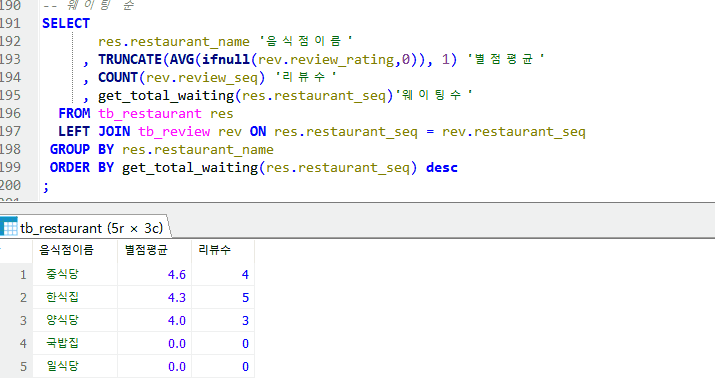 190 -- 웨이팅 순
191 SELECT
192 res.restaurant_name '음식점이름'
193 , TRUNCATE(AVG(ifnull(rev.review_rating,0)), 1) '별점평균'
194 , COUNT(rev.review_seq) '리뷰수'
195 , get_total_waiting(res.restaurant_seq)'웨이팅수'
196 FROM tb_restaurant res
197 LEFT JOIN tb_review rev ON res.restaurant_seq = rev.restaurant_seq
198 GROUP BY res.restaurant_name
199 ORDER BY get_total_waiting(res.restaurant_seq) desc
200 ;
tb_restaurant (5r × 3c)
음식점이름 별점평균 리뷰수
1 중식당 4.6 4
2 한식집 4.3 5
3 양식당 4.0 3
4 국밥집 0.0 0
5 일식당 0.0 0